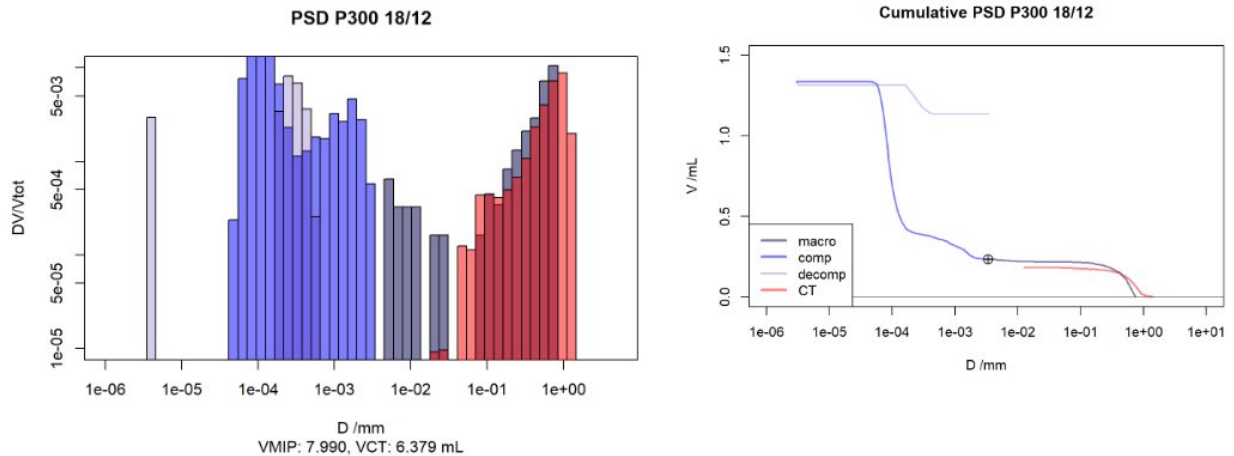 PSD P300 18/12
DV/Vtot
5e-03
5e-04
5e-05
1e-05
1e-06 1e-05 1e-04 1e-03 1e-02 1e-01 1e+00
D /mm
VMIP: 7.990, VCT: 6.379 mL
Cumulative PSD P300 18/12
V /mL
1.5
1.0
0.5
0.0
macro
comp
decomp
CT
1e-06 1e-05 1e-04 1e-03 1e-02 1e-01 1e+00 1e+01
D /mm